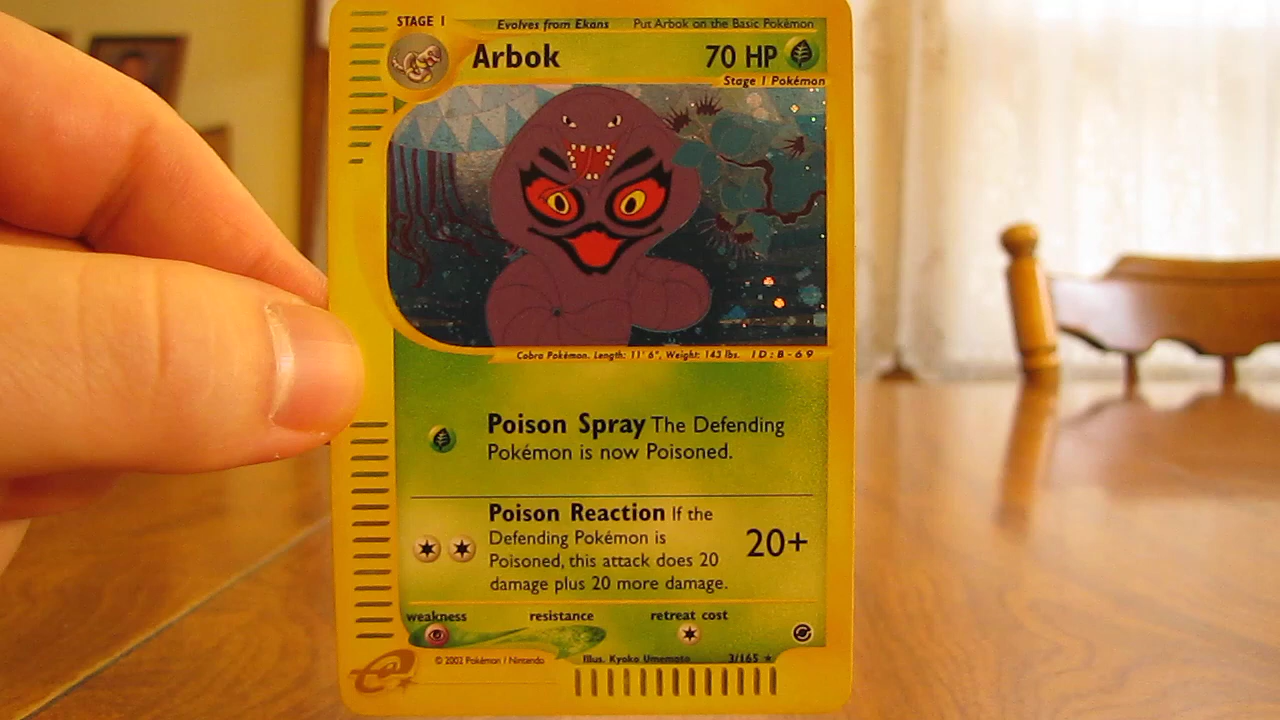 STAGE 1 Evolves from Ekans Put Arbok on the Basic Pokémon
Arbok 70 HP
Stage 1 Pokémon
Cobra Pokémon. Length: 11' 6", Weight: 143 lbs. ID: B-69
Poison Spray The Defending
Pokémon is now Poisoned.
Poison Reaction If the
Defending Pokémon is
Poisoned, this attack does 20
damage plus 20 more damage.
20+
weakness resistance retreat cost
e
© 2002 Pokémon / Nintendo Illus. Kyoko Umemoto 3/165 ★